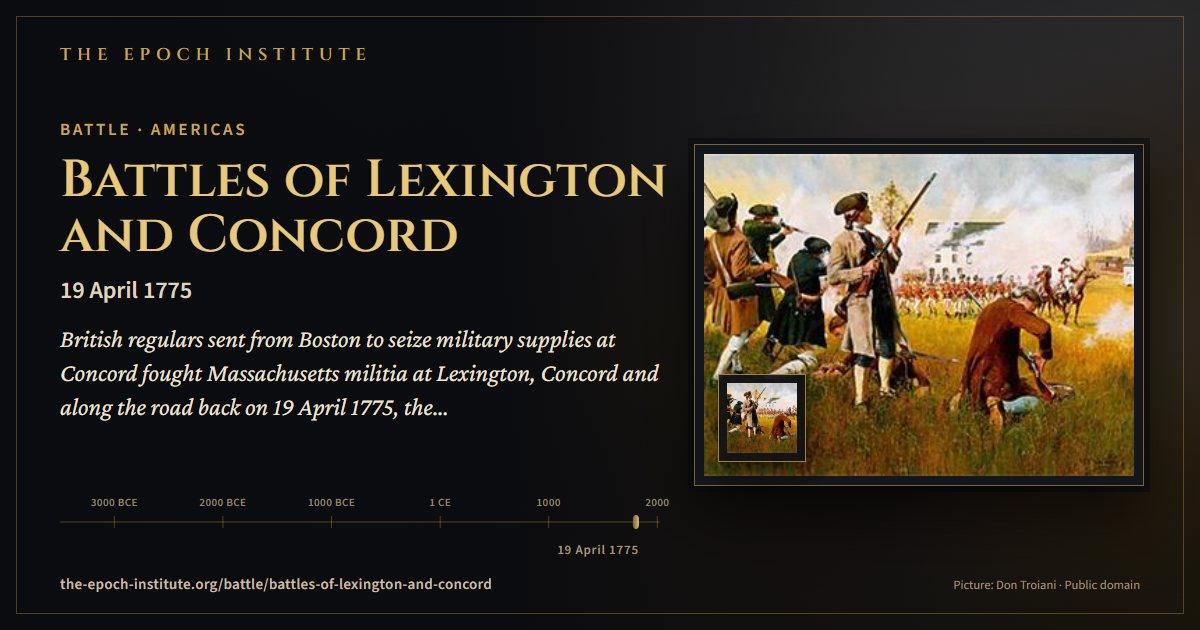 THE EPOCH INSTITUTE
BATTLE · AMERICAS
BATTLES OF LEXINGTON
AND CONCORD
19 April 1775
British regulars sent from Boston to seize military supplies at
Concord fought Massachusetts militia at Lexington, Concord and
along the road back on 19 April 1775, the...
3000 BCE 2000 BCE 1000 BCE 1 CE 1000 2000
19 April 1775
the-epoch-institute.org/battle/battles-of-lexington-and-concord
Picture: Don Troiani · Public domain